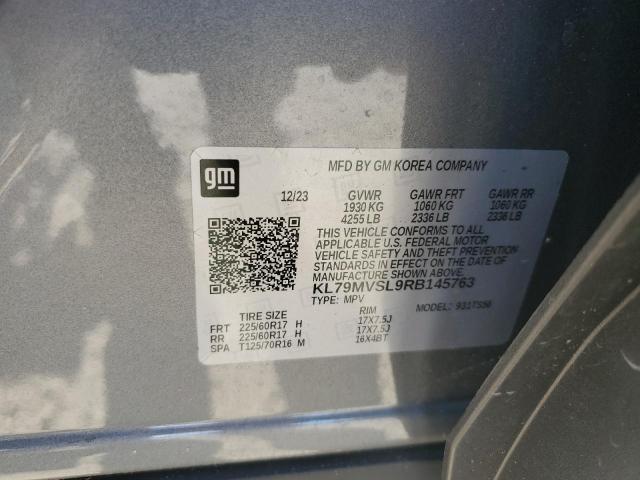 gm
MFD BY GM KOREA COMPANY
12/23 GVWR GAWR FRT GAWR RR
1930 KG 1060 KG 1060 KG
4255 LB 2336 LB 2336 LB
THIS VEHICLE CONFORMS TO ALL
APPLICABLE U.S. FEDERAL MOTOR
VEHICLE SAFETY AND THEFT PREVENTION
STANDARDS IN EFFECT ON THE DATE OF
MANUFACTURE SHOWN ABOVE.
KL79MVSL9RB145763
TYPE: MPV MODEL: 931TS56
TIRE SIZE RIM
FRT 225/60R17 H 17X7.5J
RR 225/60R17 H 17X7.5J
SPA T125/70R16 M 16X4BT